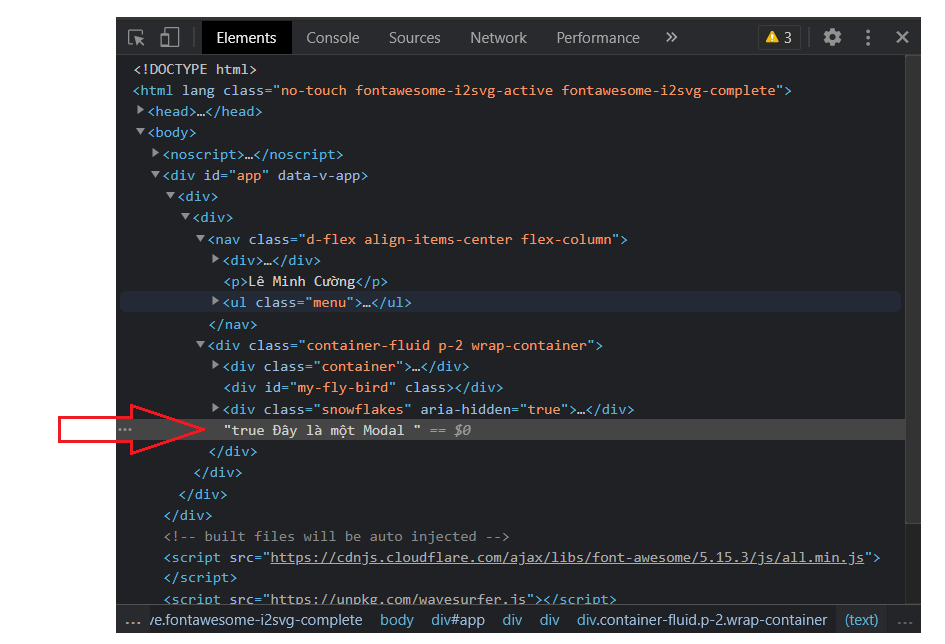 Elements Console Sources Network Performance » 3
<!DOCTYPE html>
<html lang class="no-touch fontawesome-i2svg-active fontawesome-i2svg-complete">
<head>…</head>
<body>
<noscript>…</noscript>
<div id="app" data-v-app>
<div>
<div>
<nav class="d-flex align-items-center flex-column">
<div>…</div>
<p>Lê Minh Cường</p>
<ul class="menu">…</ul>
</nav>
<div class="container-fluid p-2 wrap-container">
<div class="container">…</div>
<div id="my-fly-bird" class></div>
<div class="snowflakes" aria-hidden="true">…</div>
... "true Đây là một Modal " == $0
</div>
</div>
</div>
</div>
<!-- built files will be auto injected -->
<script src="https://cdnjs.cloudflare.com/ajax/libs/font-awesome/5.15.3/js/all.min.js">
</script>
<script src="https://unpkg.com/wavesurfer.js"></script>
... ve.fontawesome-i2svg-complete body div#app div div div.container-fluid.p-2.wrap-container (text) ...